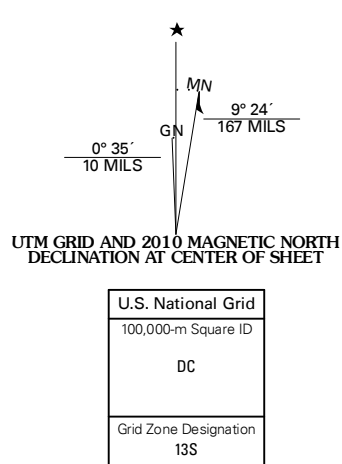 MN
GN
9° 24´
167 MILS
0° 35´
10 MILS
UTM GRID AND 2010 MAGNETIC NORTH
DECLINATION AT CENTER OF SHEET
U.S. National Grid
100,000-m Square ID
DC
Grid Zone Designation
13S